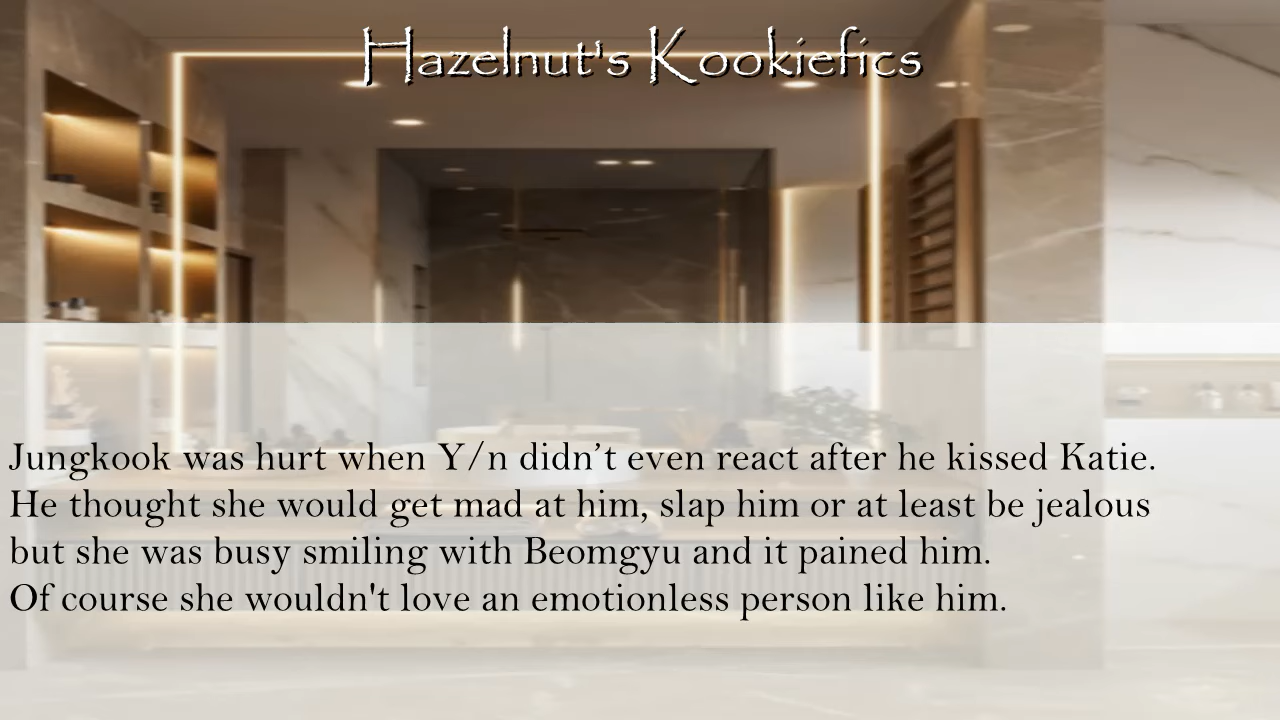 Hazelnut's Kookiefics
Jungkook was hurt when Y/n didn’t even react after he kissed Katie.
He thought she would get mad at him, slap him or at least be jealous
but she was busy smiling with Beomgyu and it pained him.
Of course she wouldn't love an emotionless person like him.